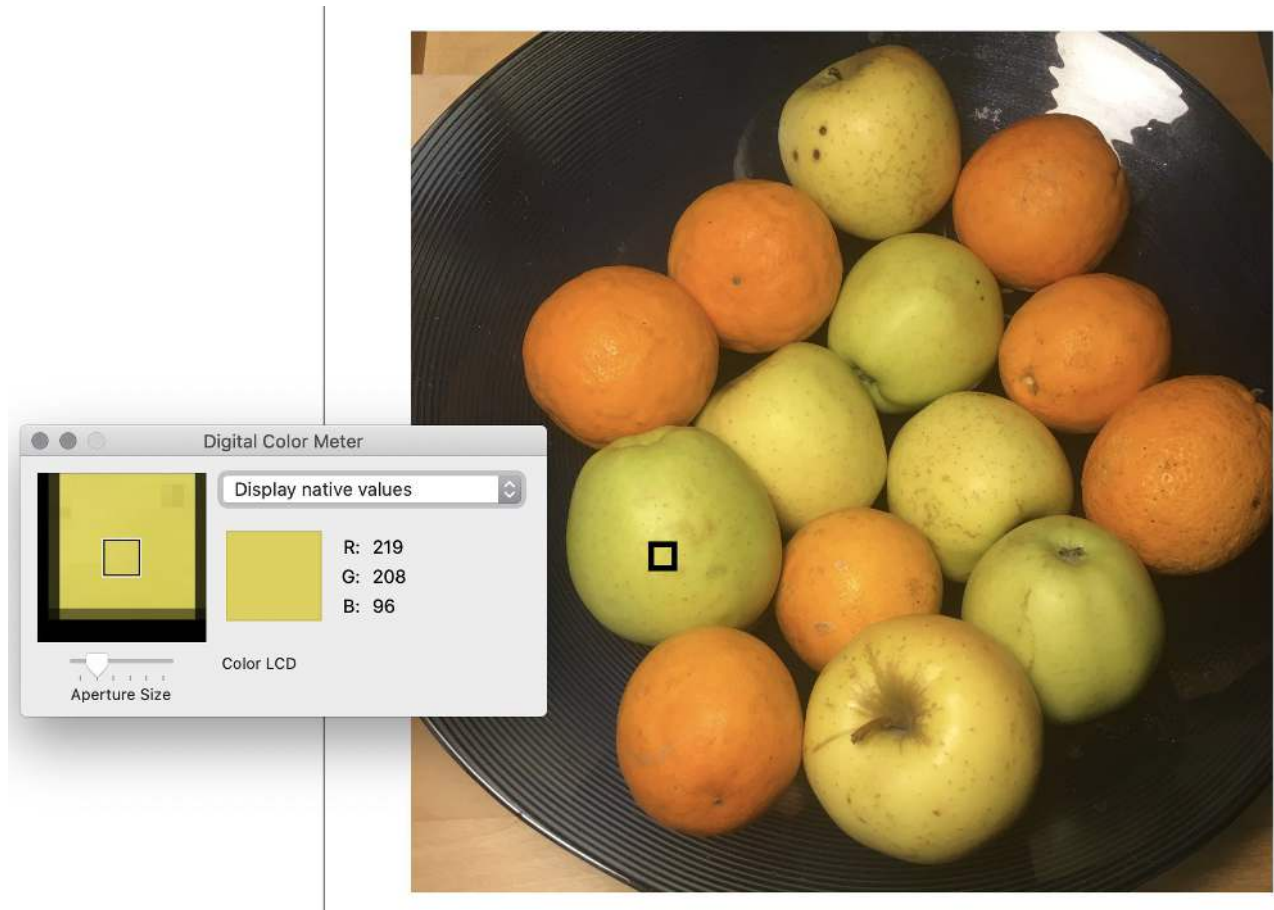 Digital Color Meter
Display native values
R: 219
G: 208
B: 96
Color LCD
Aperture Size